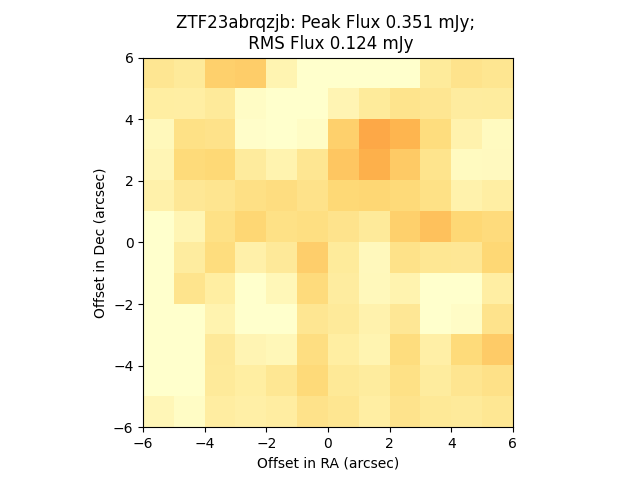 ZTF23abrqzjb: Peak Flux 0.351 mJy;
RMS Flux 0.124 mJy
6
4
2
0
−2
−4
−6
Offset in Dec (arcsec)
−6 −4 −2 0 2 4 6
Offset in RA (arcsec)